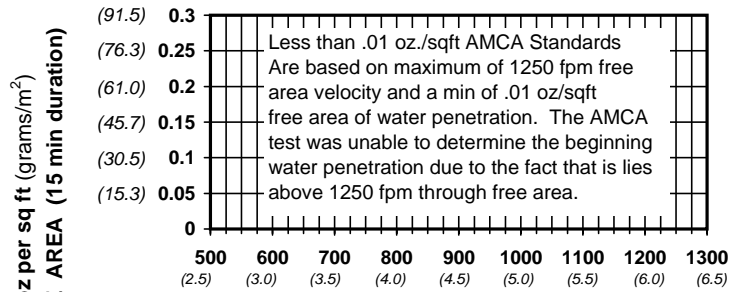 oz per sq ft (grams/m²)
AREA (15 min duration)
(91.5) 0.3
(76.3) 0.25
(61.0) 0.2
(45.7) 0.15
(30.5) 0.1
(15.3) 0.05
0
Less than .01 oz./sqft AMCA Standards
Are based on maximum of 1250 fpm free
area velocity and a min of .01 oz/sqft
free area of water penetration. The AMCA
test was unable to determine the beginning
water penetration due to the fact that is lies
above 1250 fpm through free area.
500 600 700 800 900 1000 1100 1200 1300
(2.5) (3.0) (3.5) (4.0) (4.5) (5.0) (5.5) (6.0) (6.5)